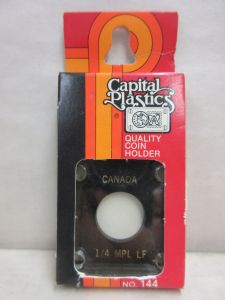 Capital
Plastics
QUALITY
COIN
HOLDER
CANADA
1/4 MPL LF
NO. 144